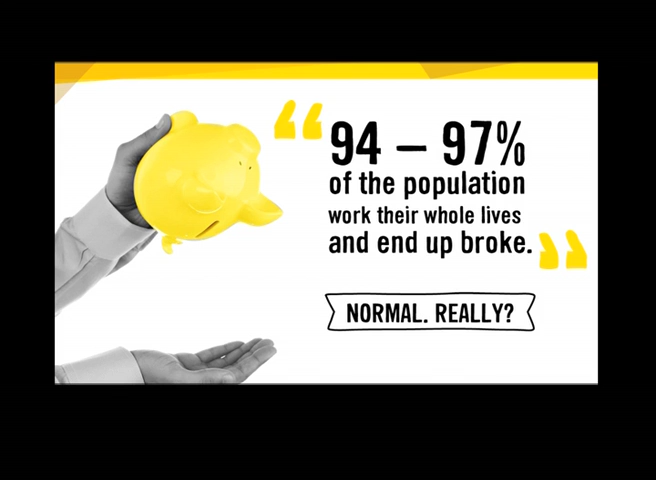 “94 – 97%
of the population
work their whole lives
and end up broke.”
NORMAL. REALLY?